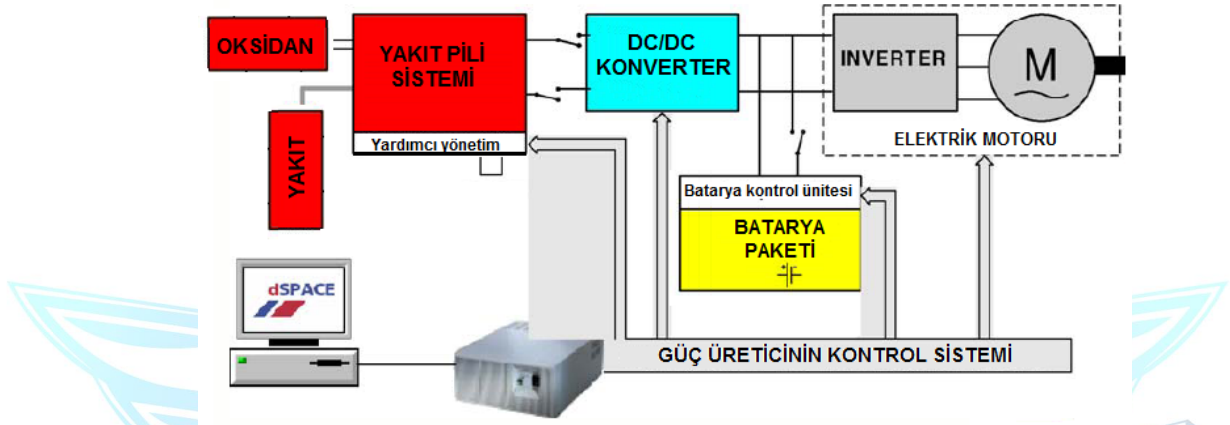 OKSİDAN
YAKIT PİLİ
SİSTEMİ
Yardımcı yönetim
YAKIT
DC/DC
KONVERTER
INVERTER
M
ELEKTRİK MOTORU
Batarya kontrol ünitesi
BATARYA
PAKETİ
dSPACE
GÜÇ ÜRETİCİNİN KONTROL SİSTEMİ